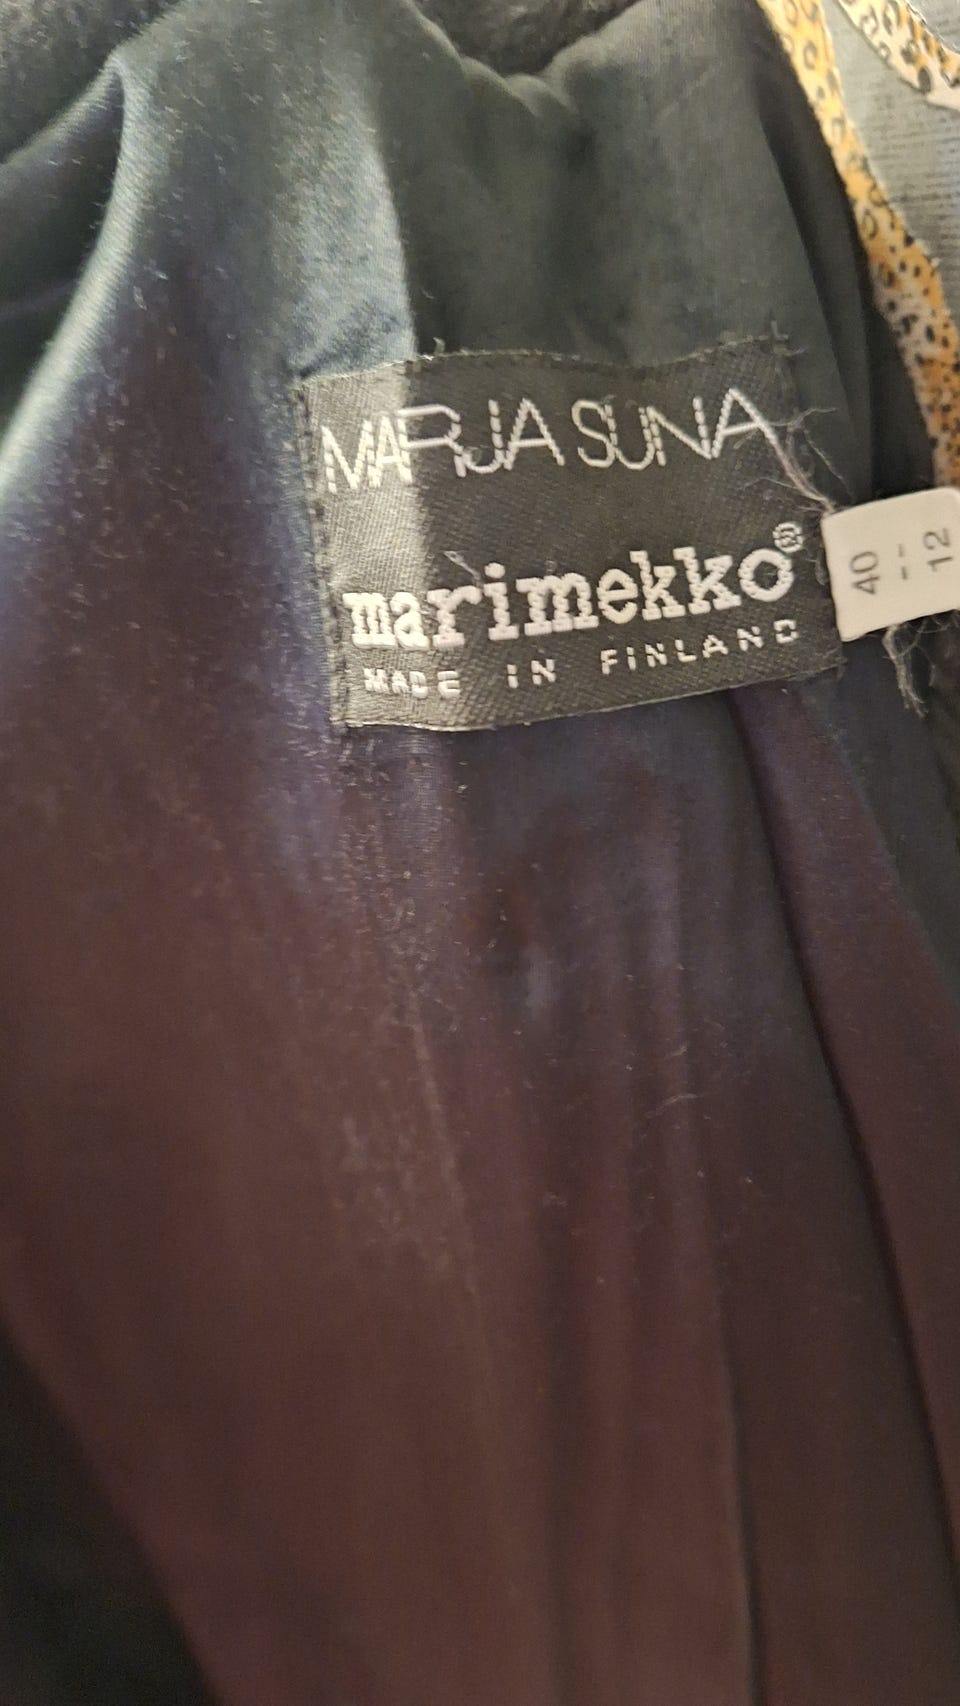 MARJA SUNA
marimekko®
MADE IN FINLAND
40
--
12